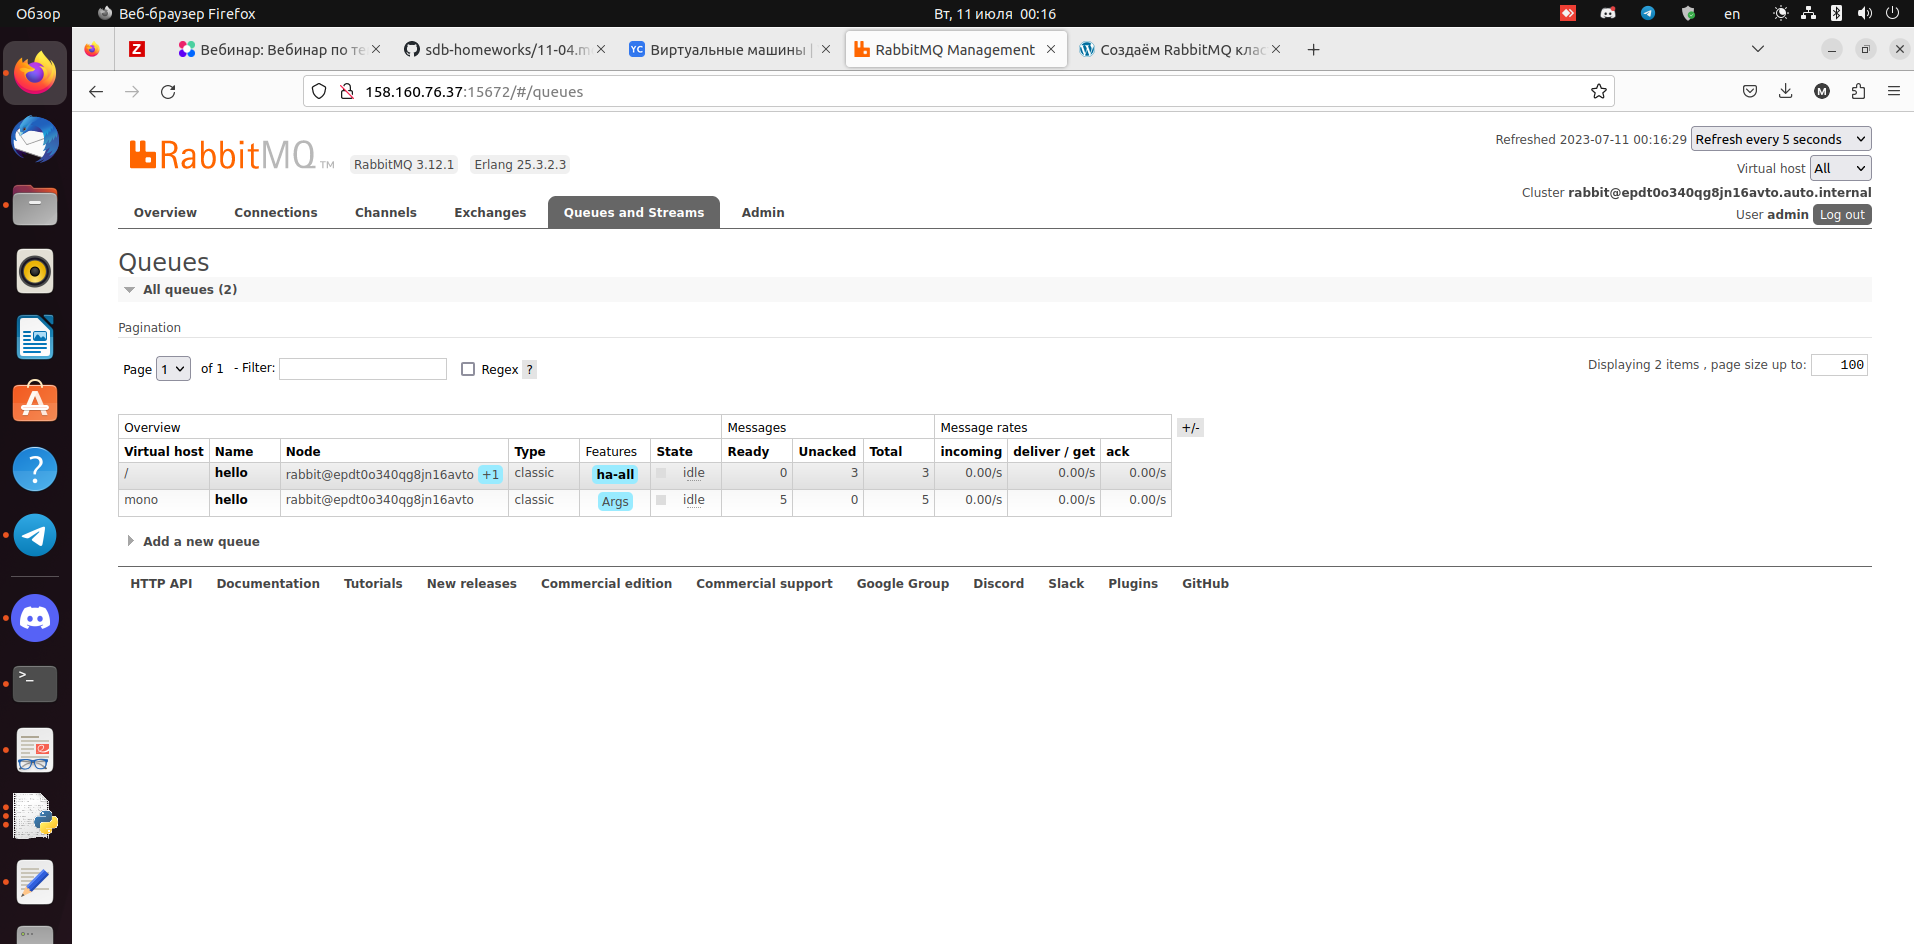 Обзор Веб-браузер Firefox Вт, 11 июля 00:16 en
Вебинар: Вебинар по те sdb-homeworks/11-04.m YC Виртуальные машины | RabbitMQ Management Создаём RabbitMQ клас
158.160.76.37:15672/#/queues
RabbitMQ TM RabbitMQ 3.12.1 Erlang 25.3.2.3
Refreshed 2023-07-11 00:16:29 Refresh every 5 seconds
Virtual host All
Cluster rabbit@epdt0o340qg8jn16avto.auto.internal
User admin Log out
Overview Connections Channels Exchanges Queues and Streams Admin
Queues
All queues (2)
Pagination
Page 1 of 1 - Filter: Regex ? Displaying 2 items , page size up to: 100
Overview Messages Message rates +/-
Virtual host Name Node Type Features State Ready Unacked Total incoming deliver / get ack
/ hello rabbit@epdt0o340qg8jn16avto +1 classic ha-all idle 0 3 3 0.00/s 0.00/s 0.00/s
mono hello rabbit@epdt0o340qg8jn16avto classic Args idle 5 0 5 0.00/s 0.00/s 0.00/s
Add a new queue
HTTP API Documentation Tutorials New releases Commercial edition Commercial support Google Group Discord Slack Plugins GitHub